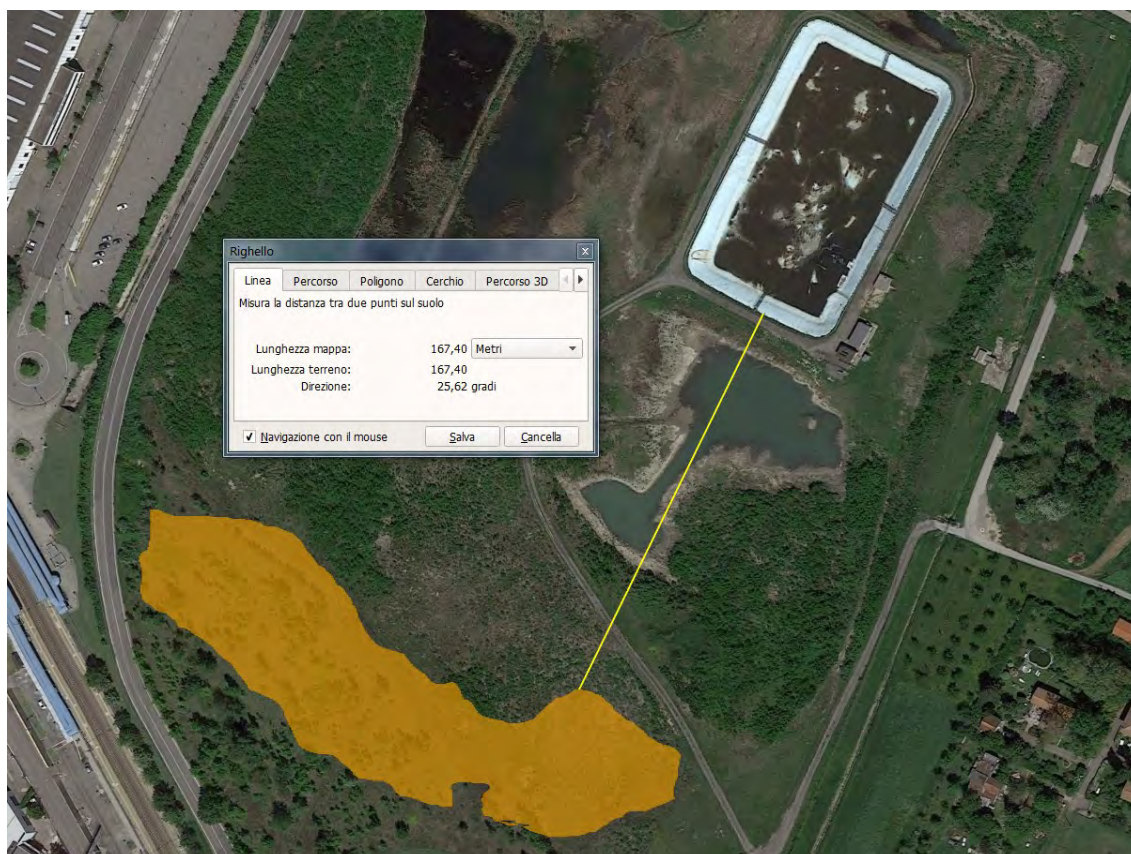 Righello
Linea Percorso Poligono Cerchio Percorso 3D
Misura la distanza tra due punti sul suolo
Lunghezza mappa: 167,40 Metri
Lunghezza terreno: 167,40
Direzione: 25,62 gradi
Navigazione con il mouse Salva Cancella